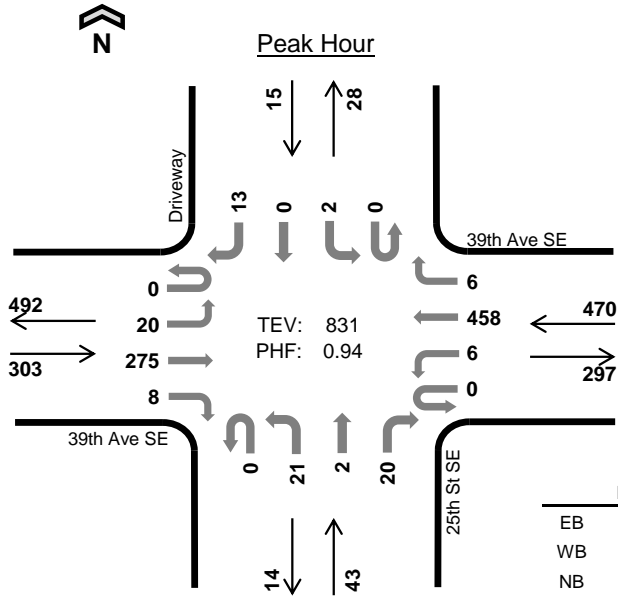 N
Peak Hour
15
28
Driveway
13
0
2
0
39th Ave SE
0
6
492
20
TEV: 831
458
470
303
275
PHF: 0.94
6
297
8
0
39th Ave SE
0
21
2
20
25th St SE
14
43
EB
WB
NB